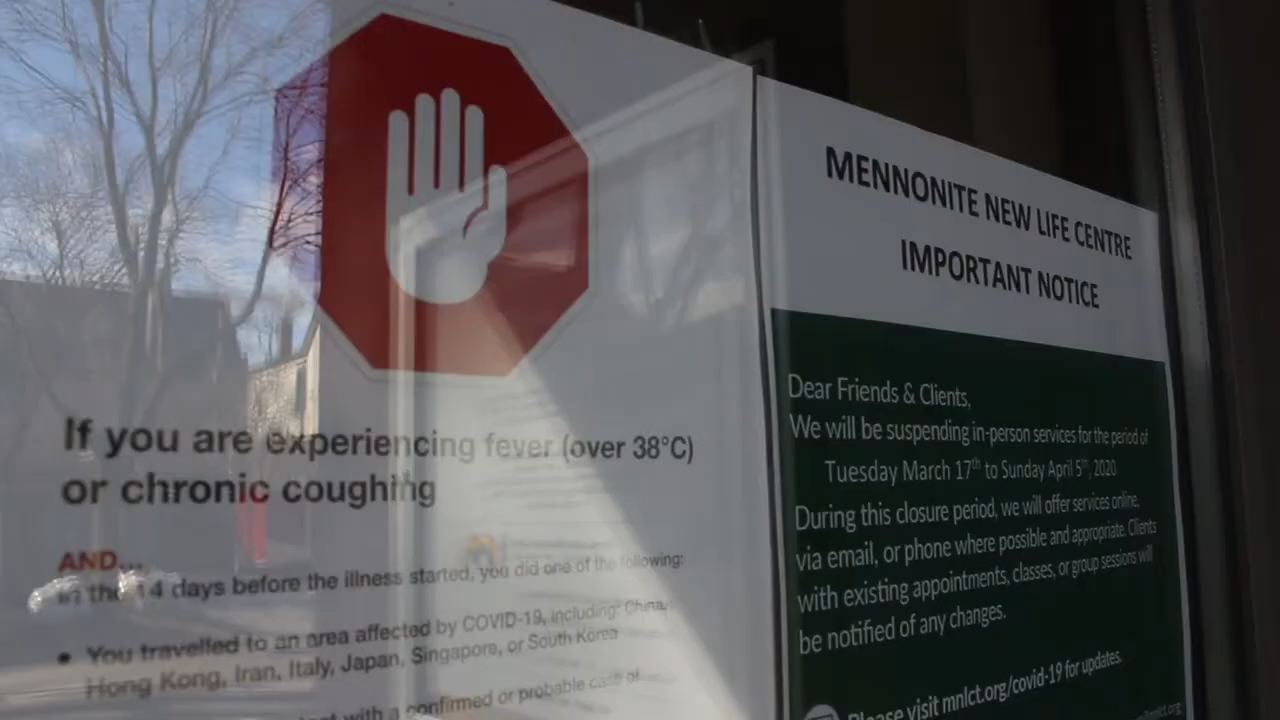 If you are experiencing fever (over 38°C)
or chronic coughing
AND...
in the 14 days before the illness started, you did one of the following:
• You travelled to an area affected by COVID-19, including: China,
Hong Kong, Iran, Italy, Japan, Singapore, or South Korea
with a confirmed or probable case of
MENNONITE NEW LIFE CENTRE
IMPORTANT NOTICE
Dear Friends & Clients,
We will be suspending in-person services for the period of
Tuesday March 17th to Sunday April 5th, 2020
During this closure period, we will offer services online,
via email, or phone where possible and appropriate. Clients
with existing appointments, classes, or group sessions will
be notified of any changes.
Please visit mnlct.org/covid-19 for updates.